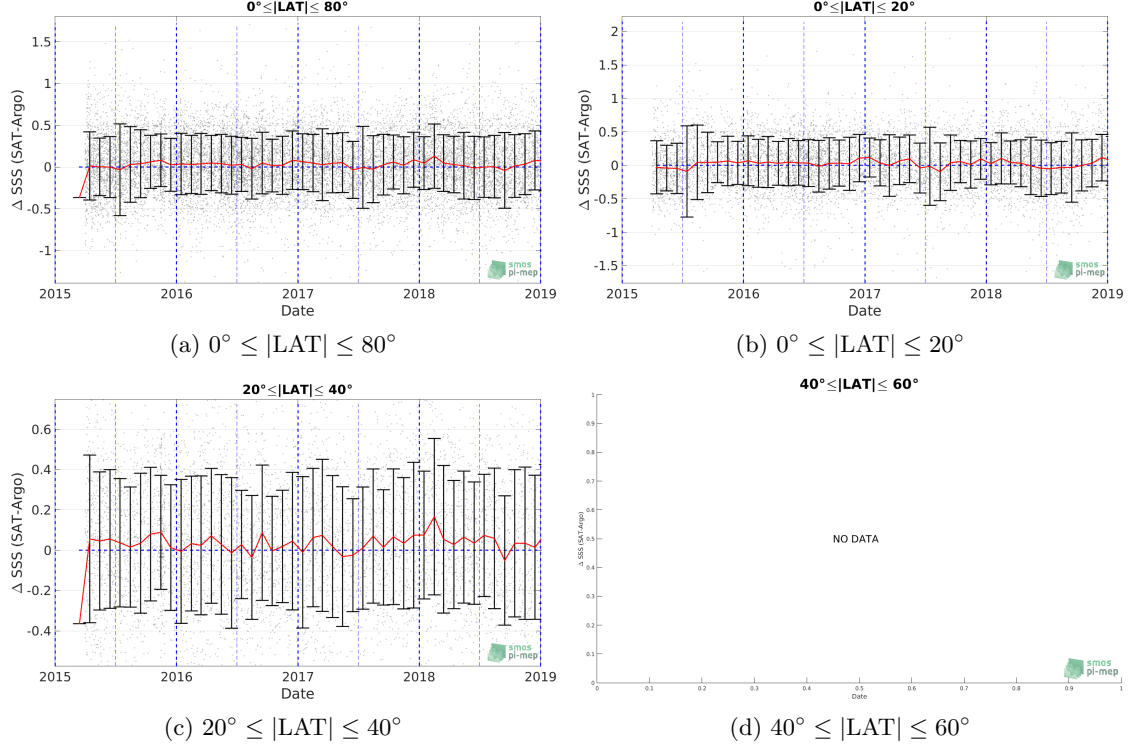 0°≤|LAT|≤ 80°
Δ SSS (SAT-Argo)
1.5
1
0.5
0
-0.5
-1
2015
2016
2017
2018
2019
Date
smos
pi-mep
(a) 0° ≤ |LAT| ≤ 80°
0°≤|LAT|≤ 20°
Δ SSS (SAT-Argo)
2
1.5
1
0.5
0
-0.5
-1
-1.5
2015
2016
2017
2018
2019
Date
smos
pi-mep
(b) 0° ≤ |LAT| ≤ 20°
20°≤|LAT|≤ 40°
Δ SSS (SAT-Argo)
0.6
0.4
0.2
0
-0.2
-0.4
2015
2016
2017
2018
2019
Date
smos
pi-mep
(c) 20° ≤ |LAT| ≤ 40°
40°≤|LAT|≤ 60°
Δ SSS (SAT-Argo)
1
0.9
0.8
0.7
0.6
0.5
0.4
0.3
0.2
0.1
0
NO DATA
0
0.1
0.2
0.3
0.4
0.5
0.6
0.7
0.8
0.9
1
Date
smos
pi-mep
(d) 40° ≤ |LAT| ≤ 60°